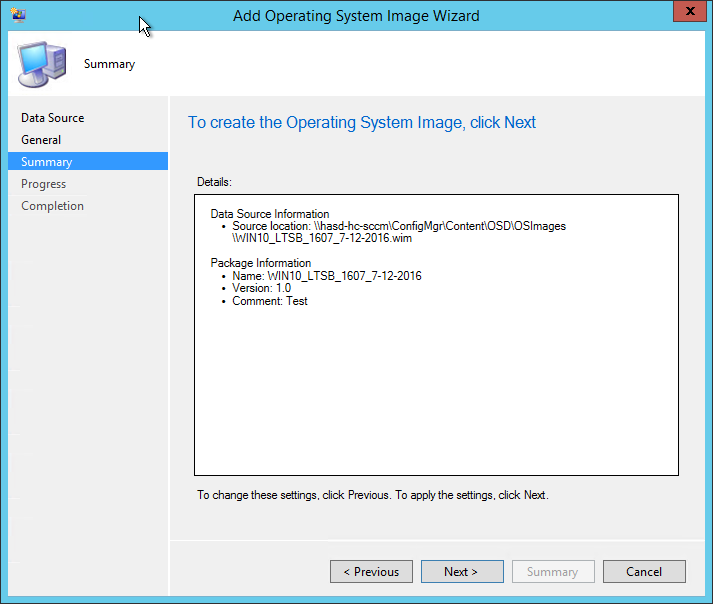 Add Operating System Image Wizard
x
Summary
Data Source
General
Summary
Progress
Completion
To create the Operating System Image, click Next
Details:
Data Source Information
• Source location: \\hasd-hc-sccm\ConfigMgr\Content\OSD\OSImages
\WIN10_LTSB_1607_7-12-2016.wim
Package Information
• Name: WIN10_LTSB_1607_7-12-2016
• Version: 1.0
• Comment: Test
To change these settings, click Previous. To apply the settings, click Next.
< Previous
Next >
Summary
Cancel